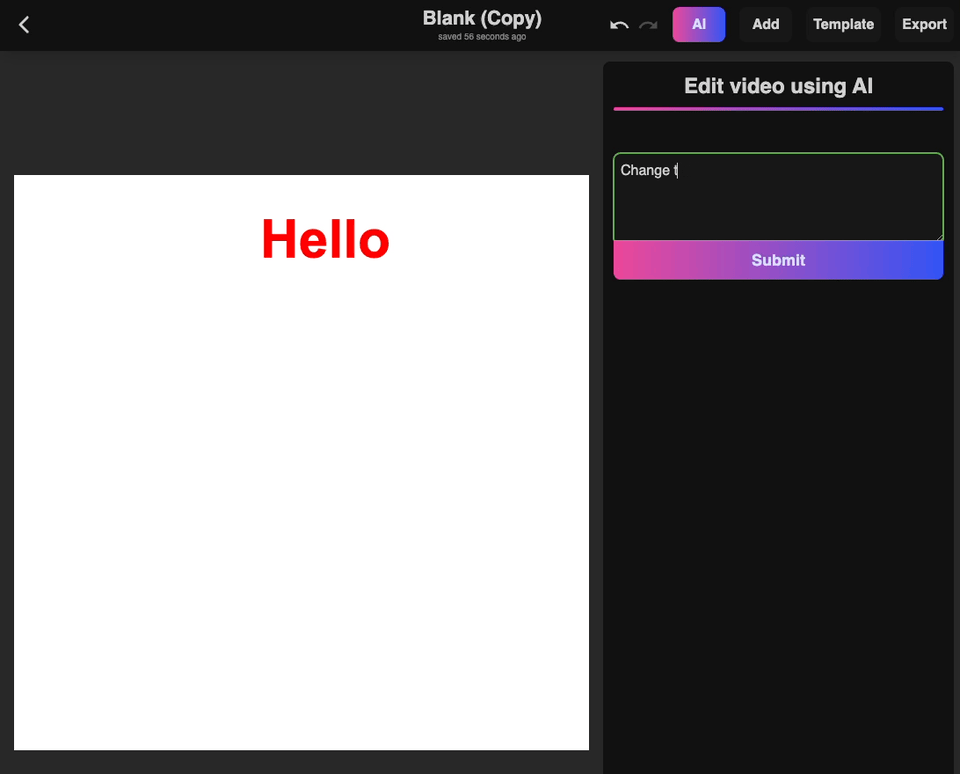 Blank (Copy)
saved 56 seconds ago
AI
Add
Template
Export
Edit video using AI
Change t
Submit
Hello